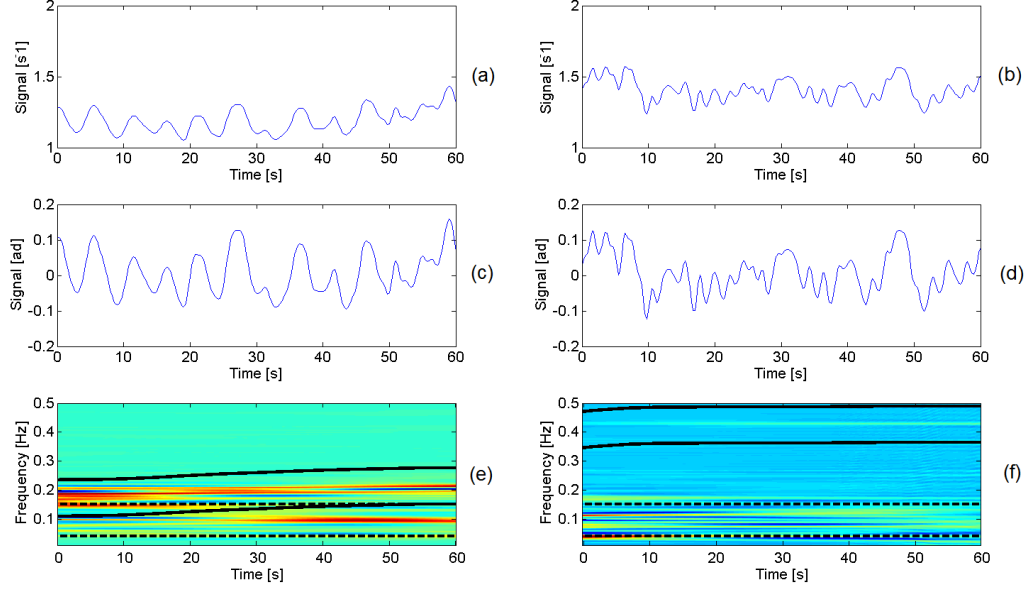 2
1.5
1
Signal [s-1]
0 10 20 30 40 50 60
Time [s]
(a)
2
1.5
1
Signal [s-1]
0 10 20 30 40 50 60
Time [s]
(b)
0.2
0.1
0
-0.1
-0.2
Signal [ad]
0 10 20 30 40 50 60
Time [s]
(c)
0.2
0.1
0
-0.1
-0.2
Signal [ad]
0 10 20 30 40 50 60
Time [s]
(d)
0.5
0.4
0.3
0.2
0.1
Frequency [Hz]
0 10 20 30 40 50 60
Time [s]
(e)
0.5
0.4
0.3
0.2
0.1
Frequency [Hz]
0 10 20 30 40 50 60
Time [s]
(f)